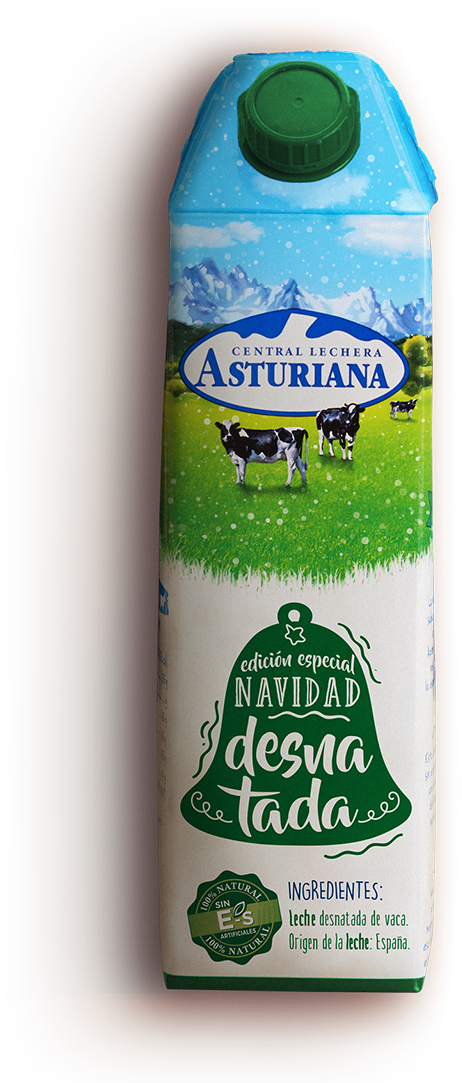 CENTRAL LECHERA
ASTURIANA
edición especial
NAVIDAD
desna
tada
100% NATURAL
SIN
E-s
ARTIFICIALES
100% NATURAL
INGREDIENTES:
Leche desnatada de vaca.
Origen de la leche: España.